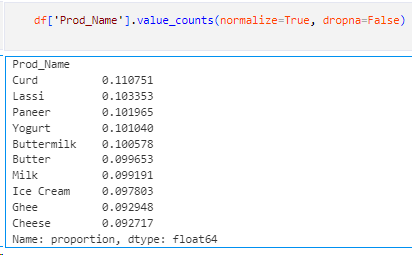 df['Prod_Name'].value_counts(normalize=True, dropna=False)
Prod_Name
Curd 0.110751
Lassi 0.103353
Paneer 0.101965
Yogurt 0.101040
Buttermilk 0.100578
Butter 0.099653
Milk 0.099191
Ice Cream 0.097803
Ghee 0.092948
Cheese 0.092717
Name: proportion, dtype: float64